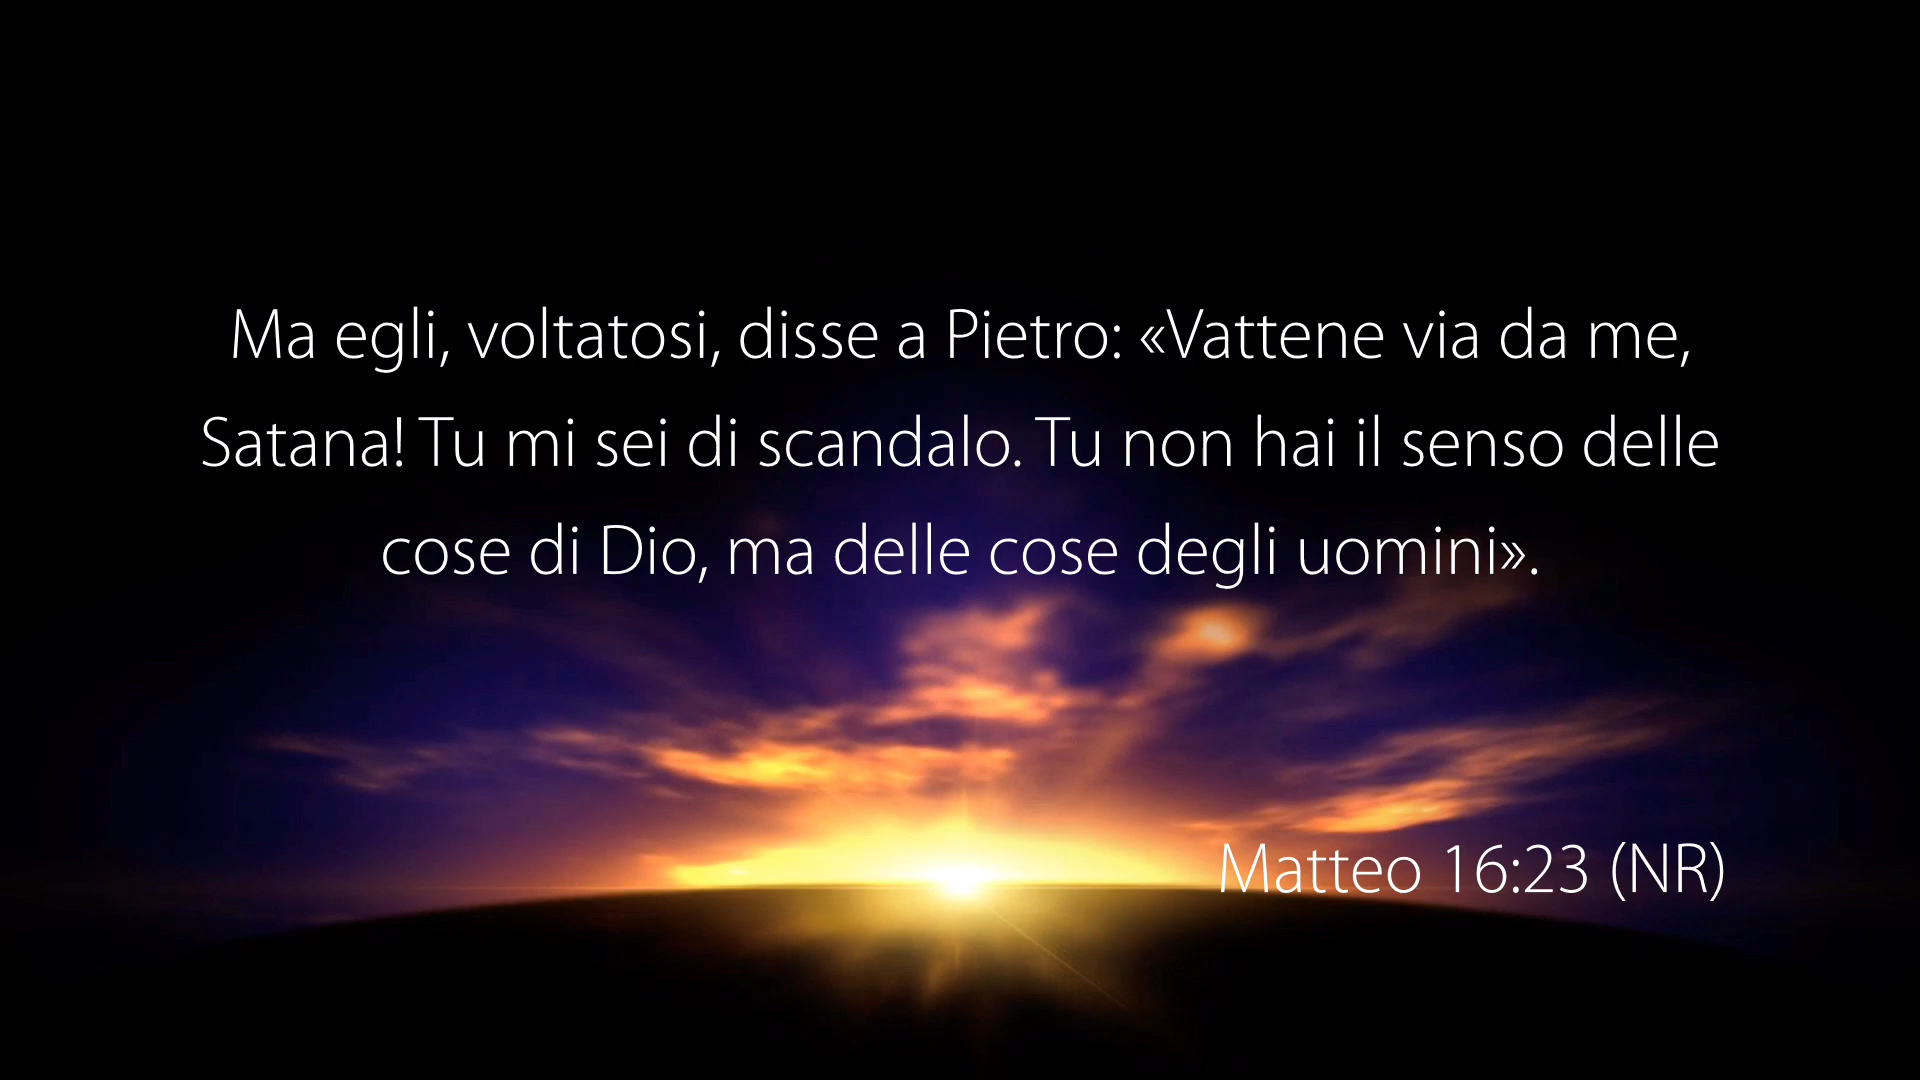 Ma egli, voltatosi, disse a Pietro: «Vattene via da me,
Satana! Tu mi sei di scandalo. Tu non hai il senso delle
cose di Dio, ma delle cose degli uomini».
Matteo 16:23 (NR)